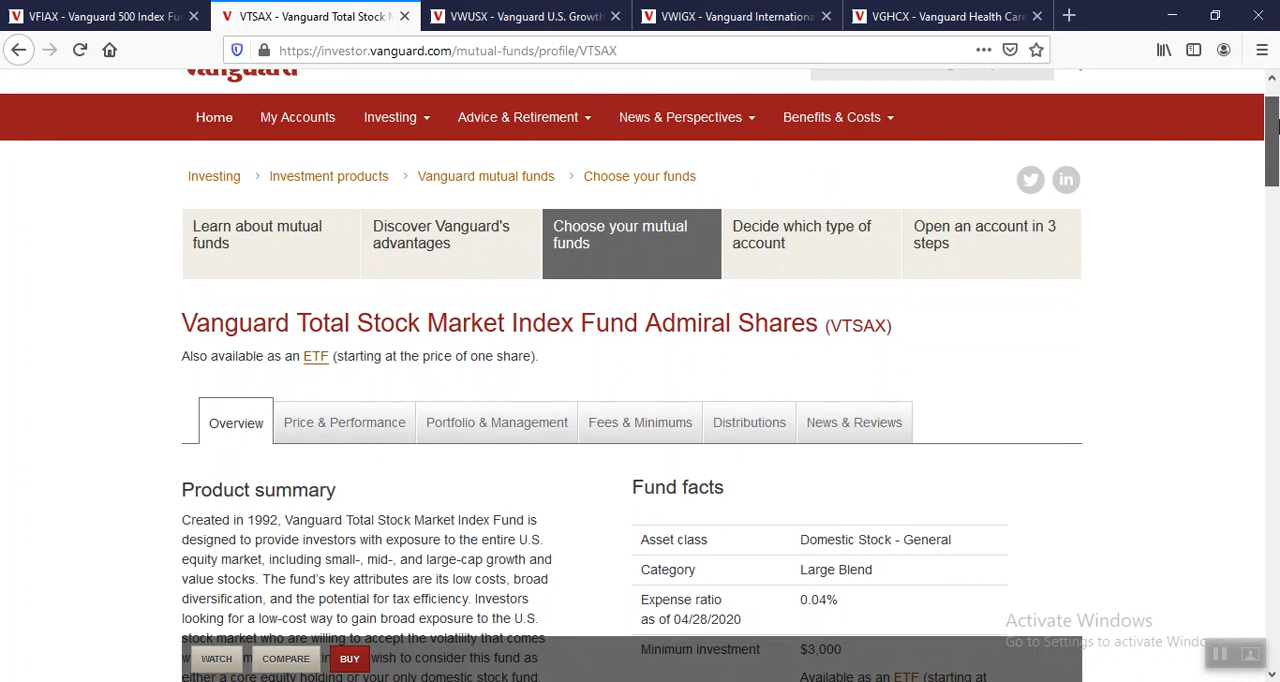 VFIAX - Vanguard 500 Index Fu
VTSAX - Vanguard Total Stock M
VWUSX - Vanguard U.S. Growth
VWIGX - Vanguard Internationa
VGHCX - Vanguard Health Care
https://investor.vanguard.com/mutual-funds/profile/VTSAX
Vanguard
Home My Accounts Investing Advice & Retirement News & Perspectives Benefits & Costs
Investing > Investment products > Vanguard mutual funds > Choose your funds
Learn about mutual funds
Discover Vanguard's advantages
Choose your mutual funds
Decide which type of account
Open an account in 3 steps
Vanguard Total Stock Market Index Fund Admiral Shares (VTSAX)
Also available as an ETF (starting at the price of one share).
Overview Price & Performance Portfolio & Management Fees & Minimums Distributions News & Reviews
Product summary
Created in 1992, Vanguard Total Stock Market Index Fund is
designed to provide investors with exposure to the entire U.S.
equity market, including small-, mid-, and large-cap growth and
value stocks. The fund's key attributes are its low costs, broad
diversification, and the potential for tax efficiency. Investors
looking for a low-cost way to gain broad exposure to the U.S.
stock market who are willing to accept the volatility that comes
wish to consider this fund as
either a core equity holding or your only domestic stock fund.
WATCH COMPARE BUY
Fund facts
Asset class Domestic Stock - General
Category Large Blend
Expense ratio 0.04%
as of 04/28/2020
Minimum investment $3,000
Available as an ETF (starting at
Activate Windows
Go to Settings to activate Windows